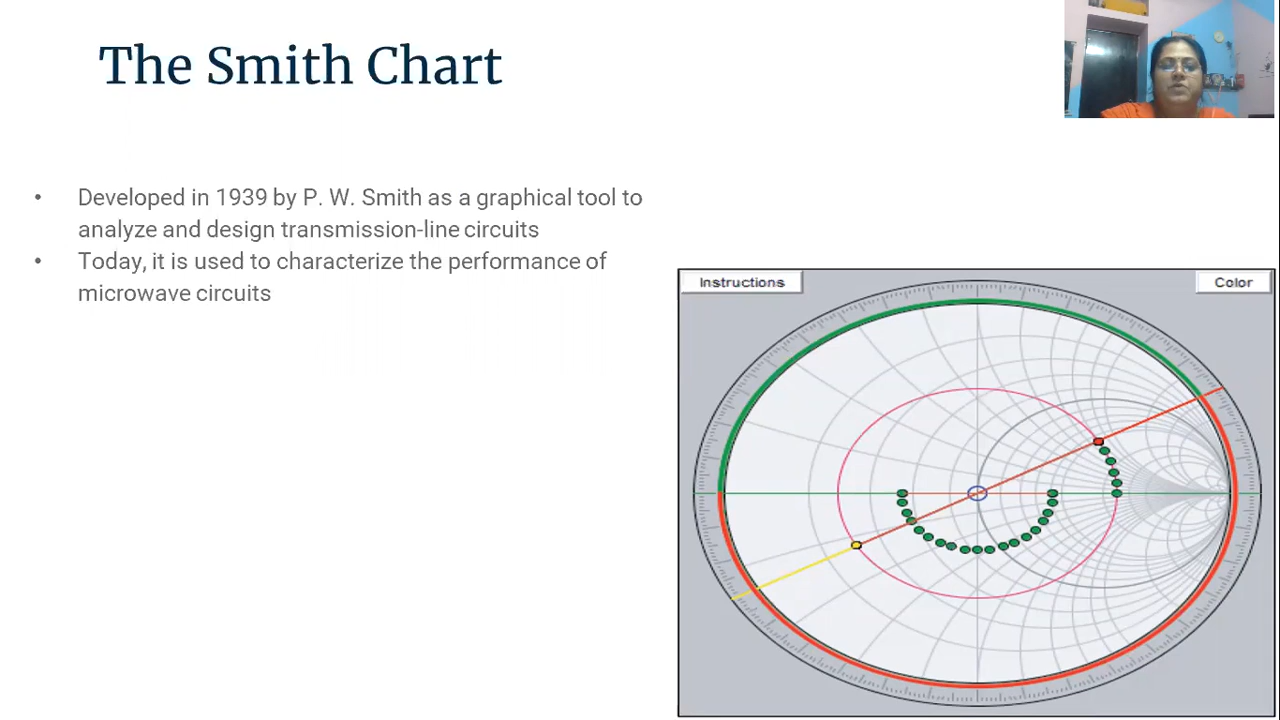 The Smith Chart
• Developed in 1939 by P. W. Smith as a graphical tool to
analyze and design transmission-line circuits
• Today, it is used to characterize the performance of
microwave circuits
Instructions
Color